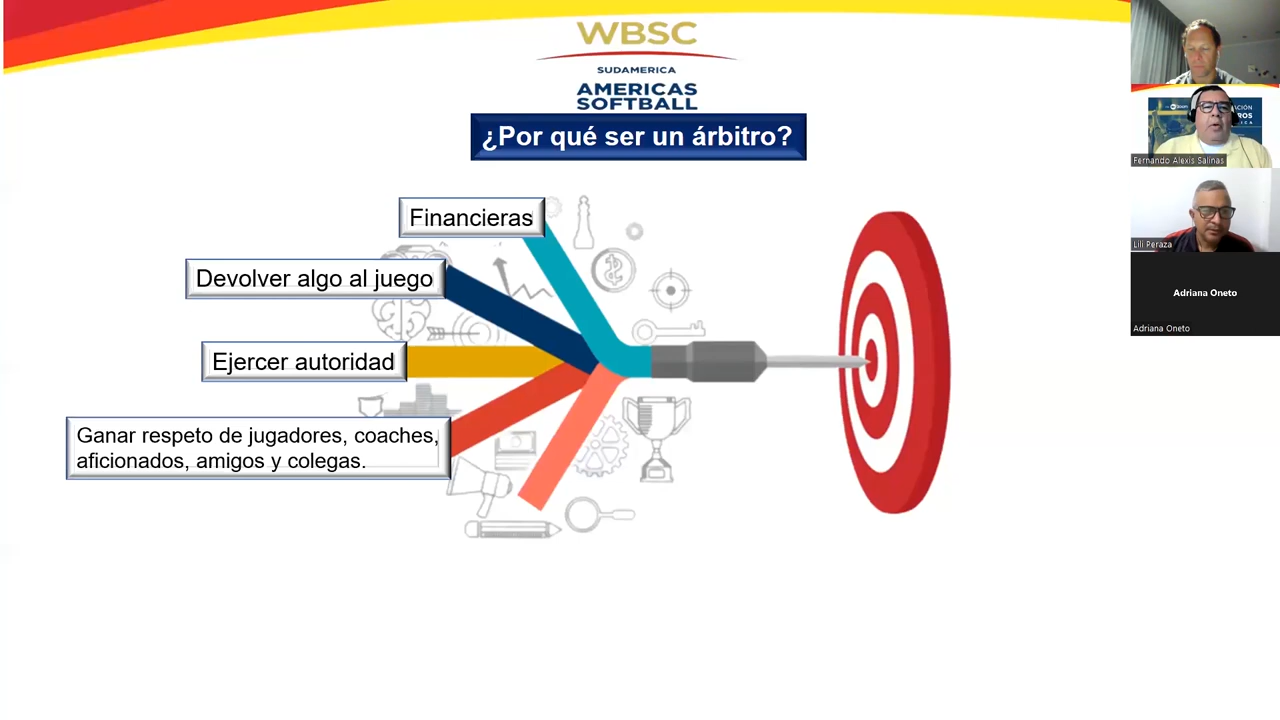 WBSC
SUDAMERICA
AMERICAS
SOFTBALL
¿Por qué ser un árbitro?
Financieras
Devolver algo al juego
Ejercer autoridad
Ganar respeto de jugadores, coaches,
aficionados, amigos y colegas.
Fernando Alexis Salinas
Lili Peraza
Adriana Oneto
Adriana Oneto